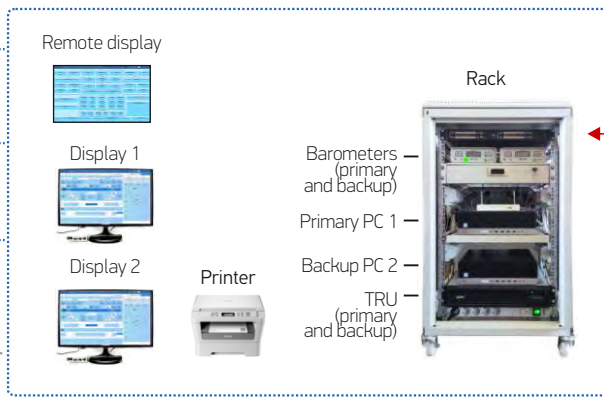 Remote display
Display 1
Display 2
Printer
Rack
Barometers
(primary
and backup)
Primary PC 1
Backup PC 2
TRU
(primary
and backup)